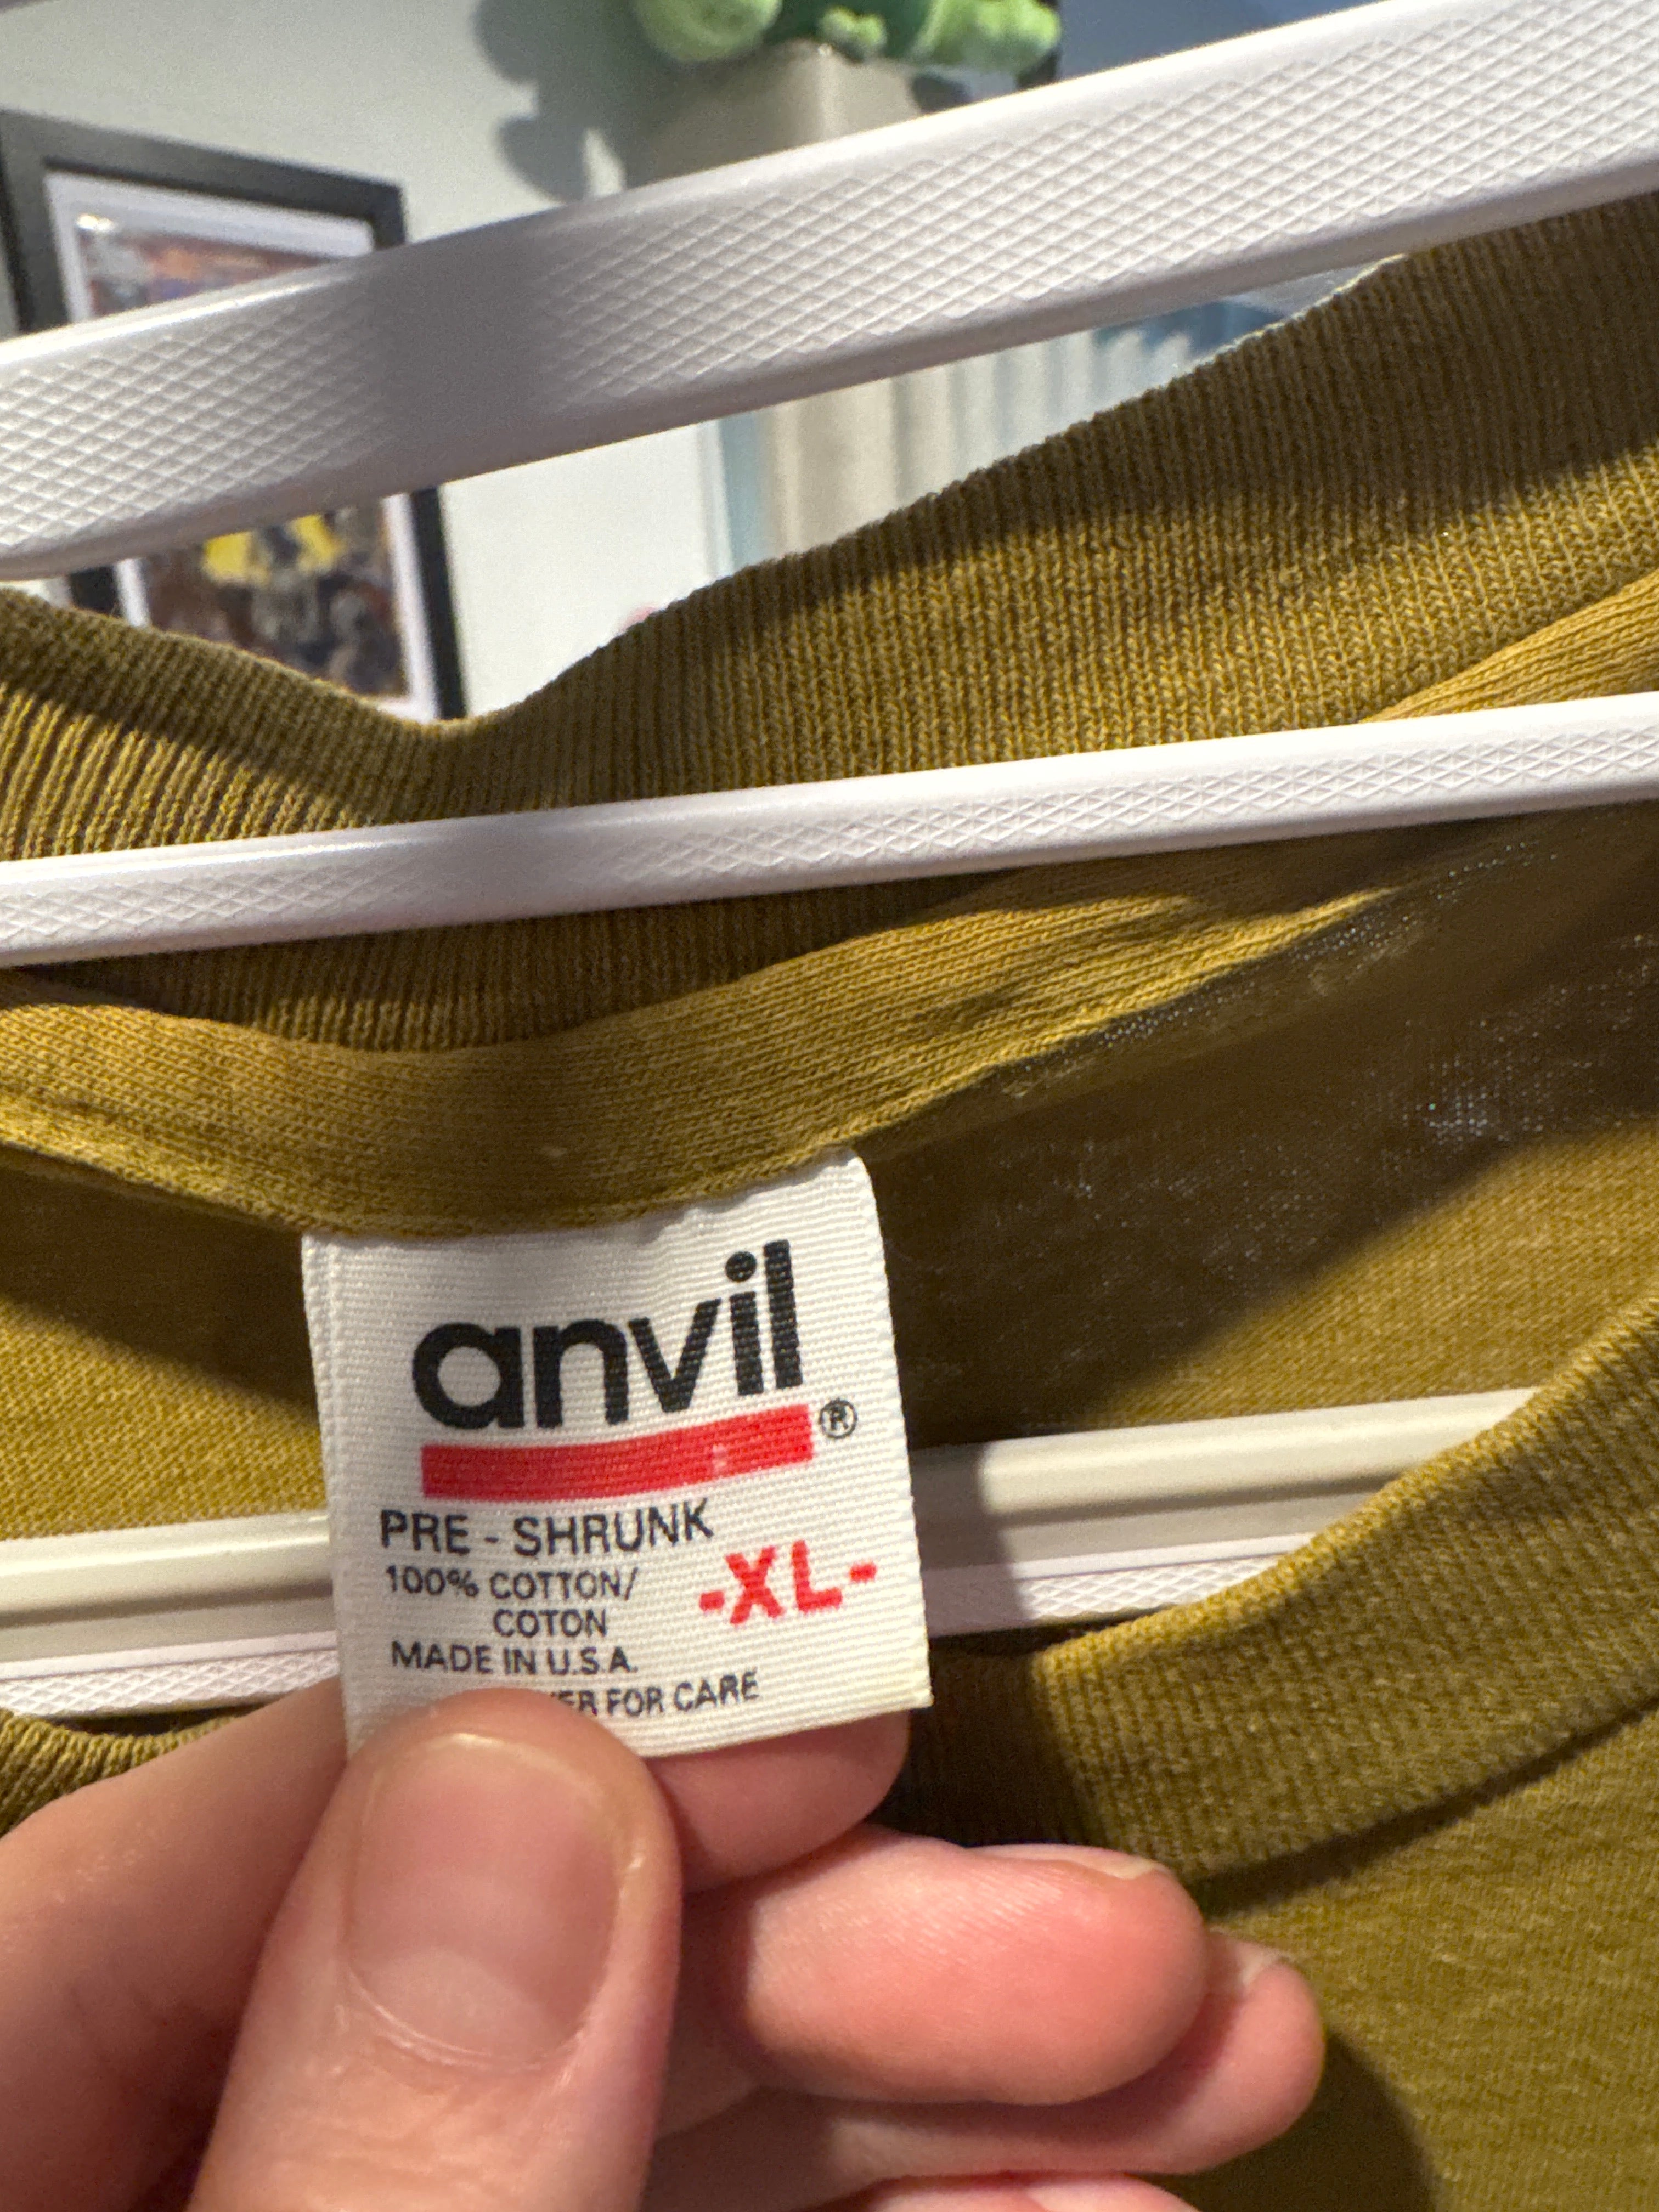 anvil®
PRE - SHRUNK
100% COTTON/
COTON
-XL-
MADE IN U.S.A.
FOR CARE